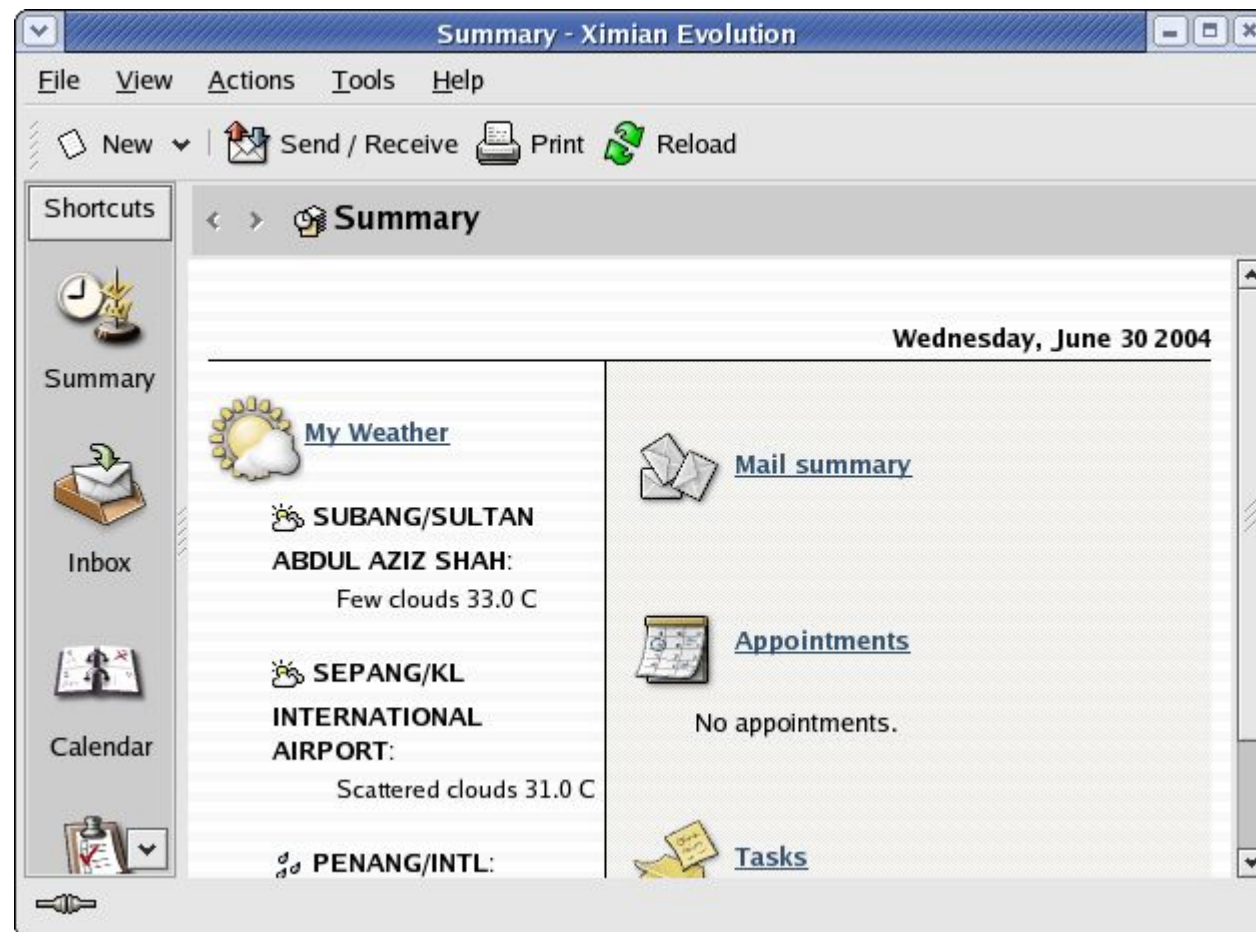 Summary - Ximian Evolution
File View Actions Tools Help
New Send / Receive Print Reload
Shortcuts
Summary
Inbox
Calendar
Summary
Wednesday, June 30 2004
My Weather
SUBANG/SULTAN
ABDUL AZIZ SHAH:
Few clouds 33.0 C
SEPANG/KL
INTERNATIONAL
AIRPORT:
Scattered clouds 31.0 C
PENANG/INTL:
Mail summary
Appointments
No appointments.
Tasks